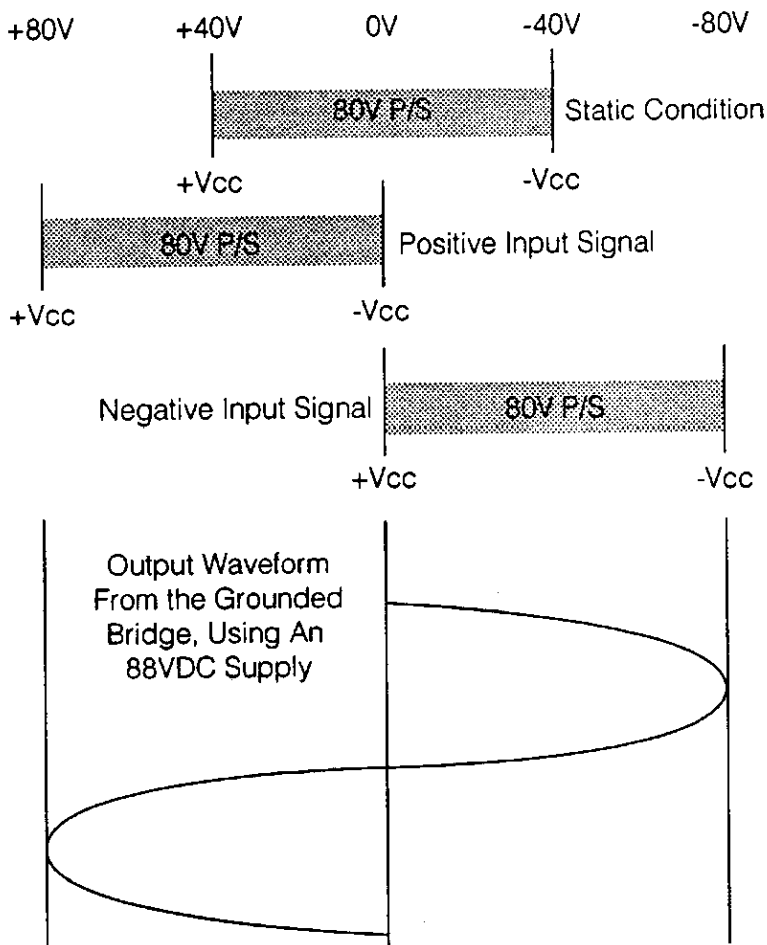 +80V +40V 0V -40V -80V
80V P/S Static Condition
+Vcc -Vcc
80V P/S Positive Input Signal
+Vcc -Vcc
Negative Input Signal 80V P/S
+Vcc -Vcc
Output Waveform
From the Grounded
Bridge, Using An
88VDC Supply